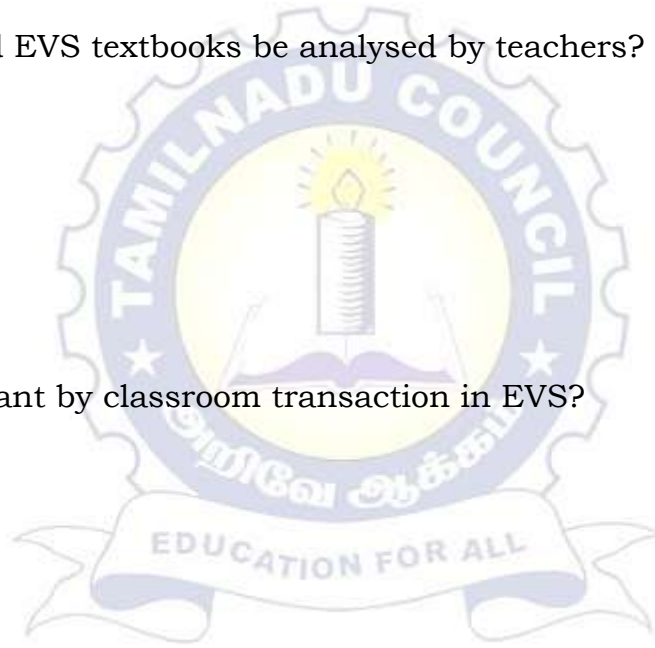 EVS textbooks be analysed by teachers?
TAMILNADU COUNCIL
ant by classroom transaction in EVS?
அறிவே ஆக்கம்
EDUCATION FOR ALL